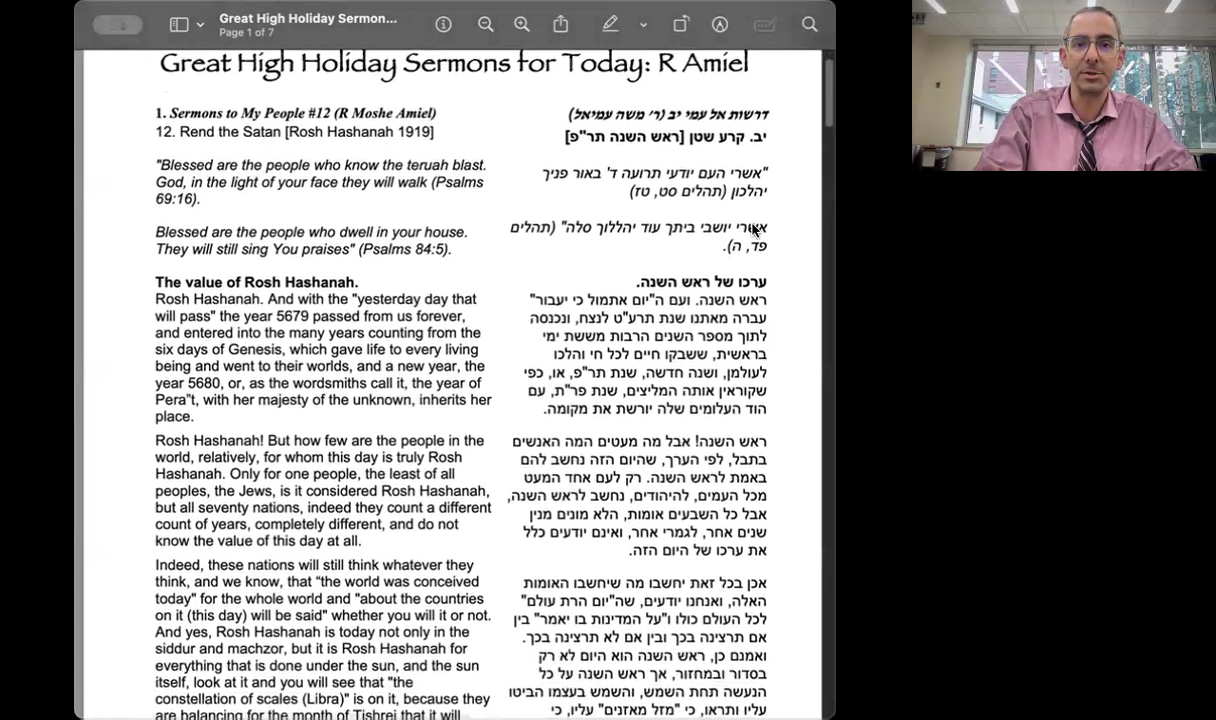 Great High Holiday Sermon...
Page 1 of 7
Great High Holiday Sermons for Today: R Amiel
1. Sermons to My People #12 (R Moshe Amiel)
12. Rend the Satan [Rosh Hashanah 1919]
"Blessed are the people who know the teruah blast.
God, in the light of your face they will walk (Psalms
69:16).
Blessed are the people who dwell in your house.
They will still sing You praises" (Psalms 84:5).
The value of Rosh Hashanah.
Rosh Hashanah. And with the "yesterday day that
will pass" the year 5679 passed from us forever,
and entered into the many years counting from the
six days of Genesis, which gave life to every living
being and went to their worlds, and a new year, the
year 5680, or, as the wordsmiths call it, the year of
Pera"t, with her majesty of the unknown, inherits her
place.
Rosh Hashanah! But how few are the people in the
world, relatively, for whom this day is truly Rosh
Hashanah. Only for one people, the least of all
peoples, the Jews, is it considered Rosh Hashanah,
but all seventy nations, indeed they count a different
count of years, completely different, and do not
know the value of this day at all.
Indeed, these nations will still think whatever they
think, and we know, that "the world was conceived
today" for the whole world and "about the countries
on it (this day) will be said" whether you will it or not.
And yes, Rosh Hashanah is today not only in the
siddur and machzor, but it is Rosh Hashanah for
everything that is done under the sun, and the sun
itself, look at it and you will see that "the
constellation of scales (Libra)" is on it, because they
are balancing for the month of Tishrei that it will
דרשות אל עמי יב (ר' משה עמיאל)
יב. קרע שטן [ראש השנה תר"פ]
"אשרי העם יודעי תרועה ד' באור פניך
יהלכון (תהלים סט, טז)
אשרי יושבי ביתך עוד יהללוך סלה" (תהלים
פד, ה).
ערכו של ראש השנה.
ראש השנה. ועם ה"יום אתמול כי יעבור"
עברה מאתנו שנת תרע"ט לנצח, ונכנסה
לתוך מספר השנים הרבות מששת ימי
בראשית, ששבקו חיים לכל חי והלכו
לעולמן, ושנה חדשה, שנת תר"פ, או, כפי
שקוראין אותה המליצים, שנת פר"ת, עם
הוד העלומים שלה יורשת את מקומה.
ראש השנה! אבל מה מעטים המה האנשים
בתבל, לפי הערך, שהיום הזה נחשב להם
באמת לראש השנה. רק לעם אחד המעט
מכל העמים, להיהודים, נחשב לראש השנה,
אבל כל השבעים אומות, הלא מונים מנין
שנים אחר, לגמרי אחר, ואינם יודעים כלל
את ערכו של היום הזה.
אכן בכל זאת יחשבו מה שיחשבו האומות
האלה, ואנחנו יודעים, שה"יום הרת עולם"
לכל העולם כולו ו"על המדינות בו יאמר" בין
אם תרצינה בכך ובין אם לא תרצינה בכך.
ואמנם כן, ראש השנה הוא היום לא רק
בסדור ובמחזור, אך ראש השנה על כל
הנעשה תחת השמש, והשמש בעצמו הביטו
עליו ותראו, כי "מזל מאזנים" עליו, כי